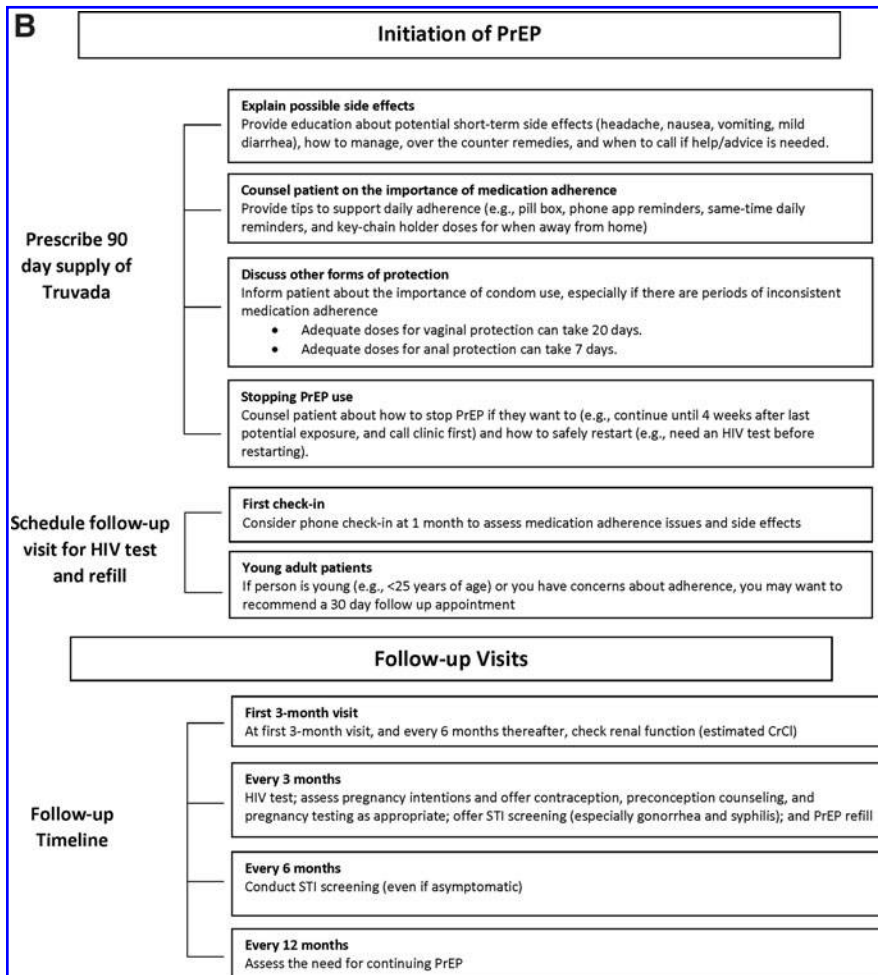 B
Initiation of PrEP
Prescribe 90
day supply of
Truvada
Explain possible side effects
Provide education about potential short-term side effects (headache, nausea, vomiting, mild
diarrhea), how to manage, over the counter remedies, and when to call if help/advice is needed.
Counsel patient on the importance of medication adherence
Provide tips to support daily adherence (e.g., pill box, phone app reminders, same-time daily
reminders, and key-chain holder doses for when away from home)
Discuss other forms of protection
Inform patient about the importance of condom use, especially if there are periods of inconsistent
medication adherence
• Adequate doses for vaginal protection can take 20 days.
• Adequate doses for anal protection can take 7 days.
Stopping PrEP use
Counsel patient about how to stop PrEP if they want to (e.g., continue until 4 weeks after last
potential exposure, and call clinic first) and how to safely restart (e.g., need an HIV test before
restarting).
Schedule follow-up
visit for HIV test
and refill
First check-in
Consider phone check-in at 1 month to assess medication adherence issues and side effects
Young adult patients
If person is young (e.g., <25 years of age) or you have concerns about adherence, you may want to
recommend a 30 day follow up appointment
Follow-up Visits
Follow-up
Timeline
First 3-month visit
At first 3-month visit, and every 6 months thereafter, check renal function (estimated CrCl)
Every 3 months
HIV test; assess pregnancy intentions and offer contraception, preconception counseling, and
pregnancy testing as appropriate; offer STI screening (especially gonorrhea and syphilis); and PrEP refill
Every 6 months
Conduct STI screening (even if asymptomatic)
Every 12 months
Assess the need for continuing PrEP